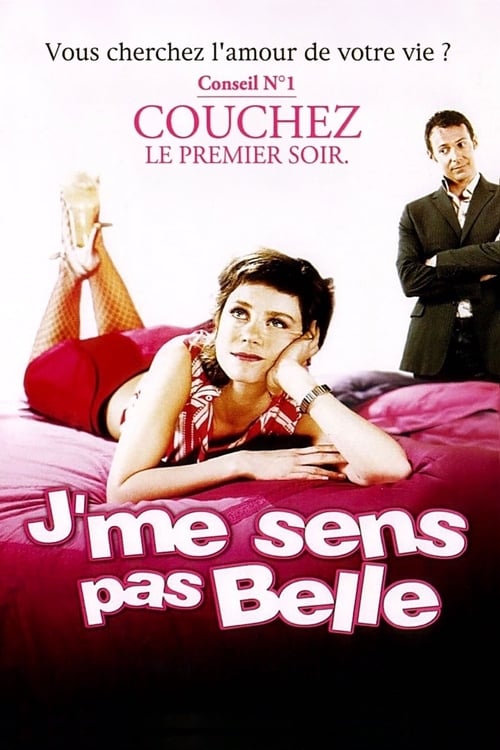 Vous cherchez l'amour de votre vie ?
Conseil N°1
COUCHEZ
LE PREMIER SOIR.
J'me sens
pas Belle